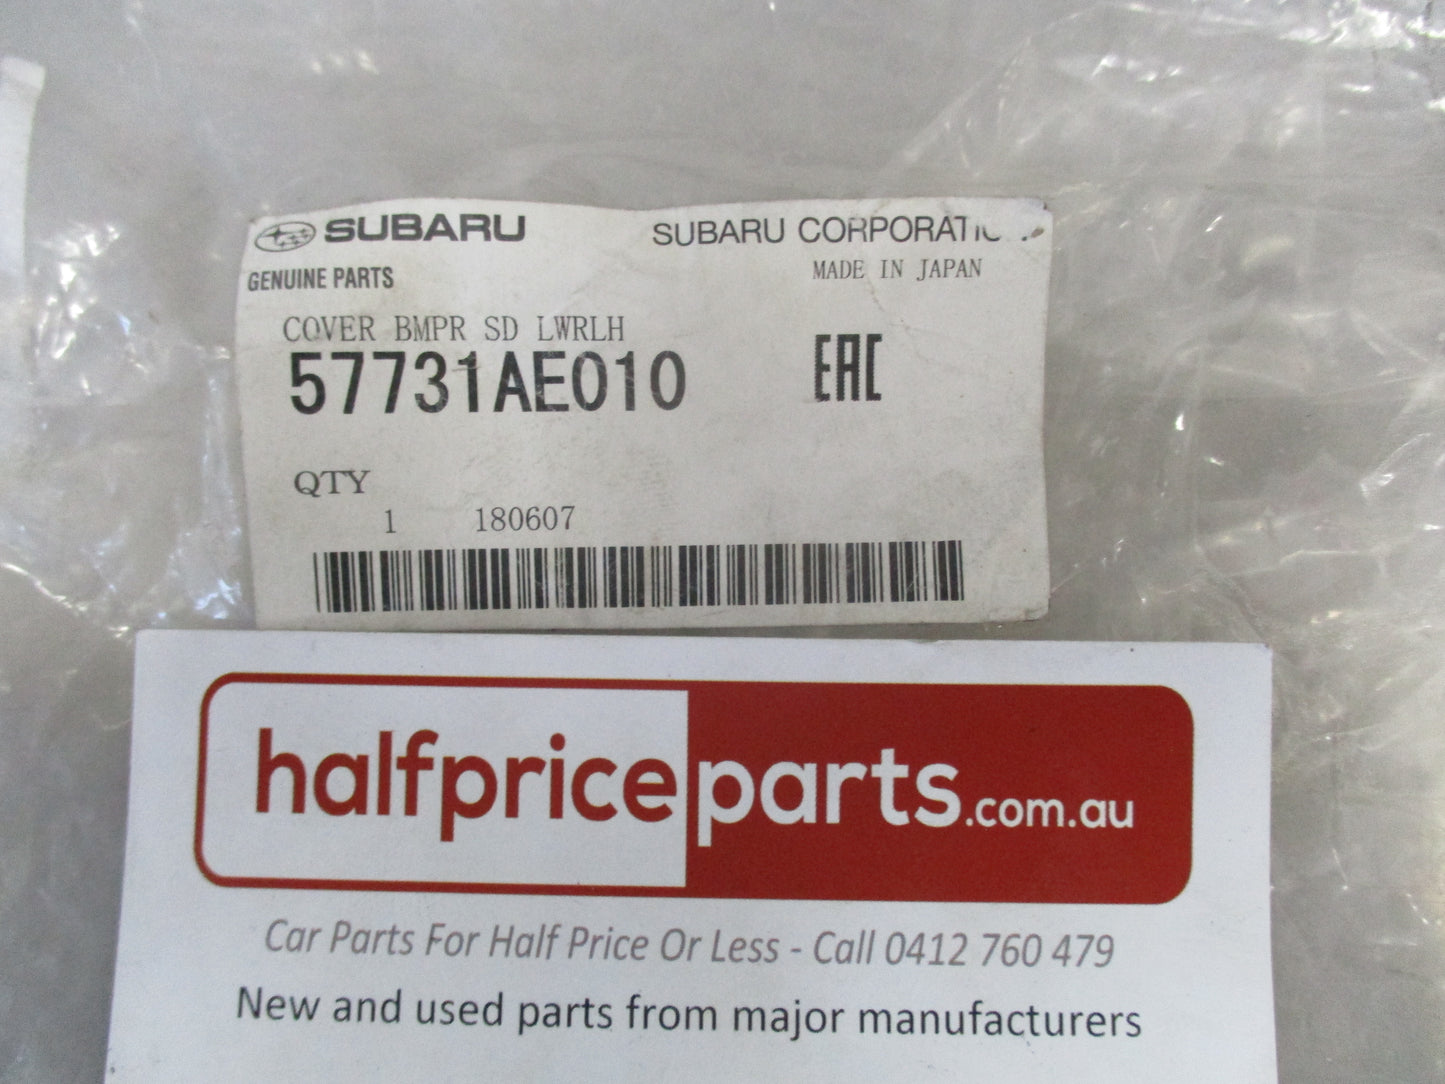 SUBARU
SUBARU CORPORATION
GENUINE PARTS
MADE IN JAPAN
COVER BMPR SD LWRLH
57731AE010
EAC
QTY
1 180607
halfpriceparts.com.au
Car Parts For Half Price Or Less - Call 0412 760 479
New and used parts from major manufacturers